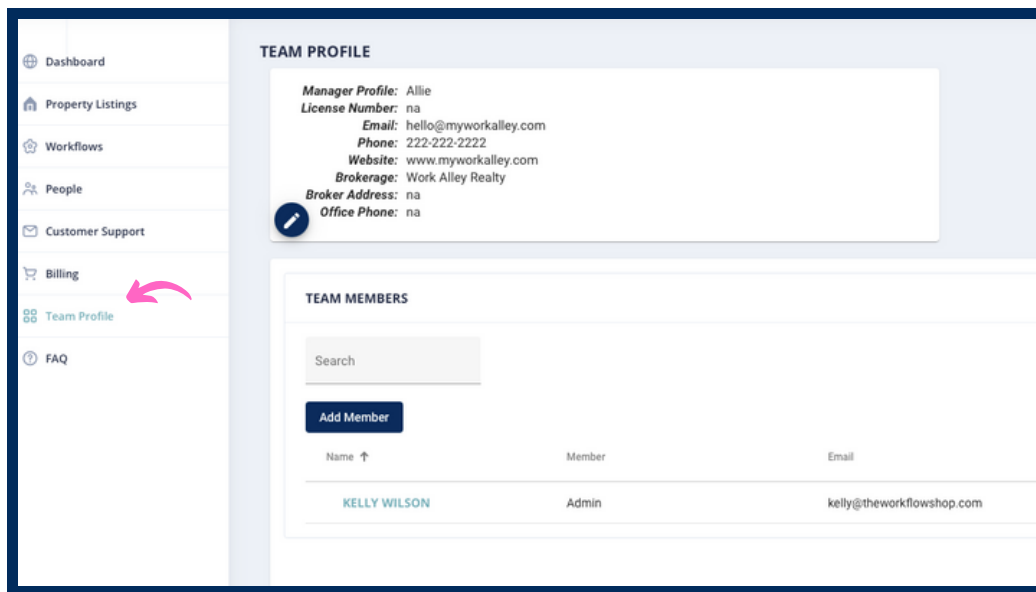 Dashboard
Property Listings
Workflows
People
Customer Support
Billing
Team Profile
FAQ
TEAM PROFILE
Manager Profile: Allie
License Number: na
Email: hello@myworkalley.com
Phone: 222-222-2222
Website: www.myworkalley.com
Brokerage: Work Alley Realty
Broker Address: na
Office Phone: na
TEAM MEMBERS
Search
Add Member
Name Member Email
KELLY WILSON Admin kelly@theworkflowshop.com